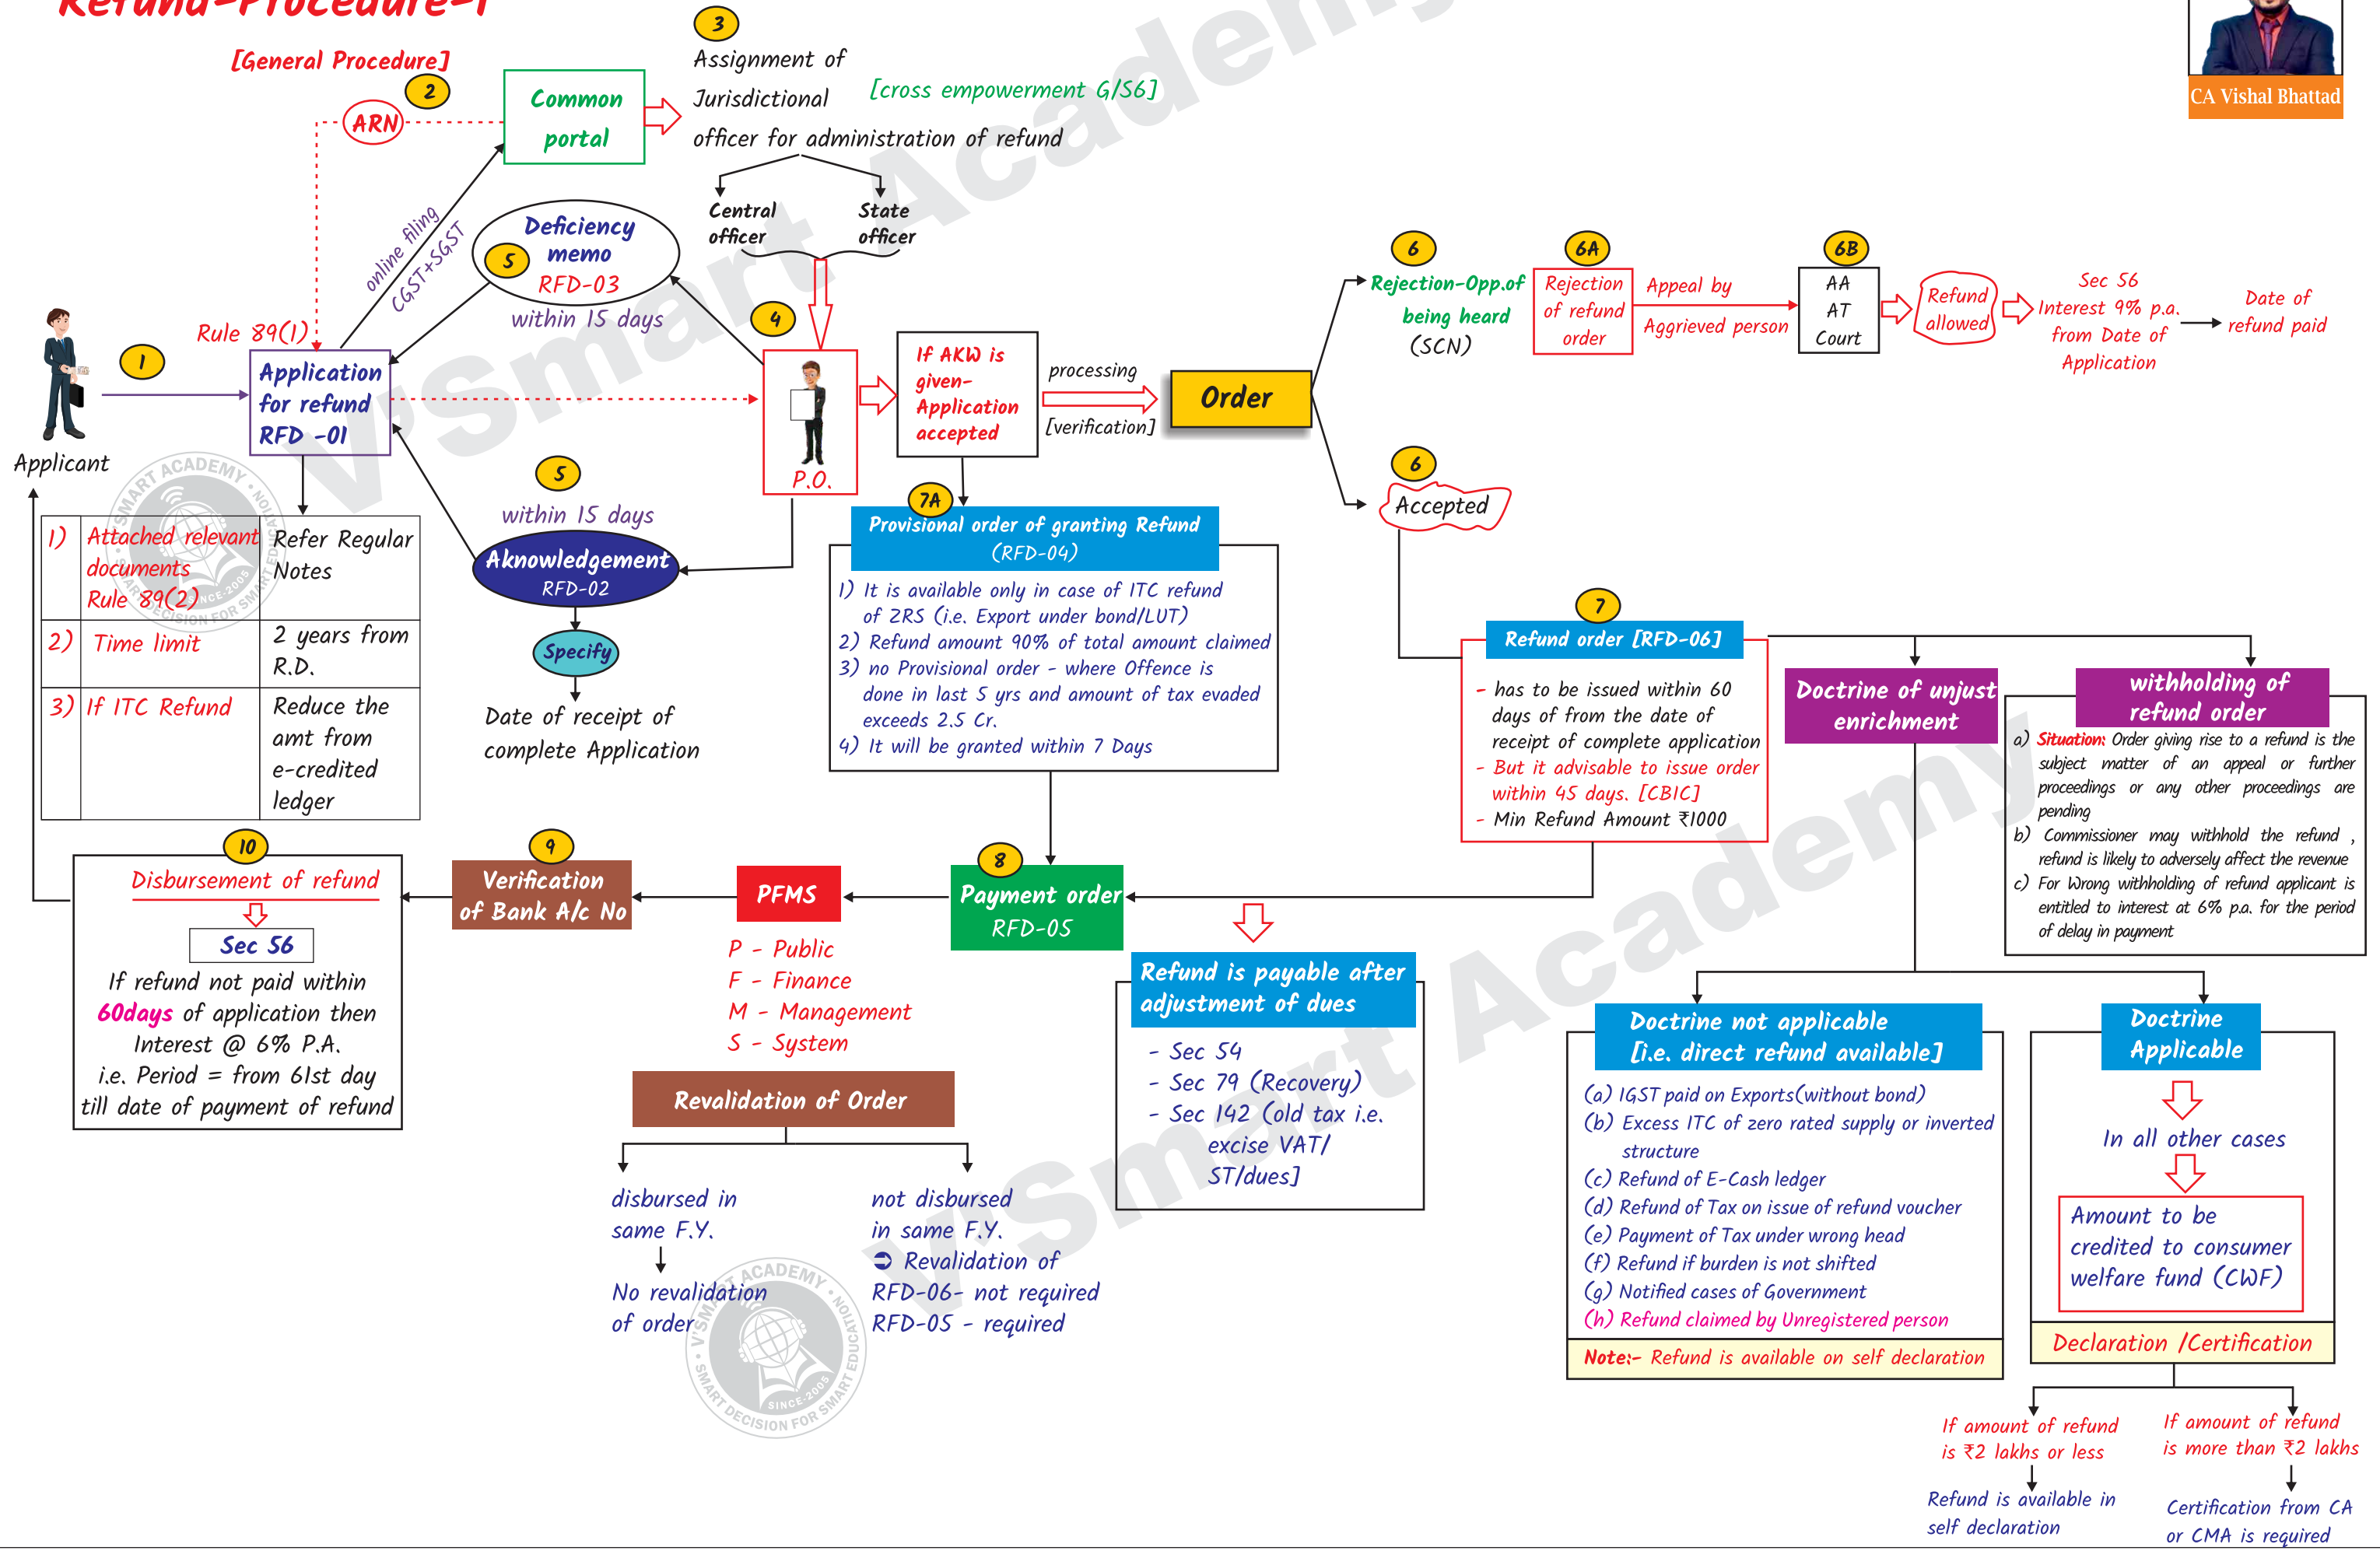 Refund-Procedure-1
[General Procedure]
CA Vishal Bhattad
1
Applicant
Rule 89(1)
Application
for refund
RFD -01
online filing
CGST+SGST
2
ARN
Common
portal
3
Assignment of
Jurisdictional
officer for administration of refund
[cross empowerment G/S6]
Central
officer
State
officer
4
P.O.
5
Deficiency
memo
RFD-03
within 15 days
5
within 15 days
Aknowledgement
RFD-02
Specify
Date of receipt of
complete Application
1)
Attached relevant
documents
Rule 89(2)
Refer Regular
Notes
2)
Time limit
2 years from
R.D.
3)
If ITC Refund
Reduce the
amt from
e-credited
ledger
If AKW is
given-
Application
accepted
processing
[verification]
Order
6
Rejection-Opp.of
being heard
(SCN)
6A
Rejection
of refund
order
Appeal by
Aggrieved person
6B
AA
AT
Court
Refund
allowed
Sec 56
Interest 9% p.a.
from Date of
Application
Date of
refund paid
6
Accepted
7A
Provisional order of granting Refund
(RFD-04)
1) It is available only in case of ITC refund
of ZRS (i.e. Export under bond/LUT)
2) Refund amount 90% of total amount claimed
3) no Provisional order - where Offence is
done in last 5 yrs and amount of tax evaded
exceeds 2.5 Cr.
4) It will be granted within 7 Days
7
Refund order [RFD-06]
- has to be issued within 60
days of from the date of
receipt of complete application
- But it advisable to issue order
within 45 days. [CBIC]
- Min Refund Amount ₹1000
Doctrine of unjust
enrichment
withholding of
refund order
a) Situation: Order giving rise to a refund is the
subject matter of an appeal or further
proceedings or any other proceedings are
pending
b) Commissioner may withhold the refund ,
refund is likely to adversely affect the revenue
c) For Wrong withholding of refund applicant is
entitled to interest at 6% p.a. for the period
of delay in payment
8
Payment order
RFD-05
PFMS
P - Public
F - Finance
M - Management
S - System
9
Verification
of Bank A/c No
10
Disbursement of refund
Sec 56
If refund not paid within
60days of application then
Interest @ 6% P.A.
i.e. Period = from 61st day
till date of payment of refund
Refund is payable after
adjustment of dues
- Sec 54
- Sec 79 (Recovery)
- Sec 142 (old tax i.e.
excise VAT/
ST/dues]
Revalidation of Order
disbursed in
same F.Y.
No revalidation
of order
not disbursed
in same F.Y.
➲ Revalidation of
RFD-06- not required
RFD-05 - required
Doctrine not applicable
[i.e. direct refund available]
(a) IGST paid on Exports(without bond)
(b) Excess ITC of zero rated supply or inverted
structure
(c) Refund of E-Cash ledger
(d) Refund of Tax on issue of refund voucher
(e) Payment of Tax under wrong head
(f) Refund if burden is not shifted
(g) Notified cases of Government
(h) Refund claimed by Unregistered person
Note:- Refund is available on self declaration
Doctrine
Applicable
In all other cases
Amount to be
credited to consumer
welfare fund (CWF)
Declaration /Certification
If amount of refund
is ₹2 lakhs or less
Refund is available in
self declaration
If amount of refund
is more than ₹2 lakhs
Certification from CA
or CMA is required
V'Smart Academy
V'Smart Academy
V'SMART ACADEMY
SMART DECISION FOR SMART EDUCATION
SINCE-2005
V'SMART ACADEMY
SMART DECISION FOR SMART EDUCATION
SINCE-2005